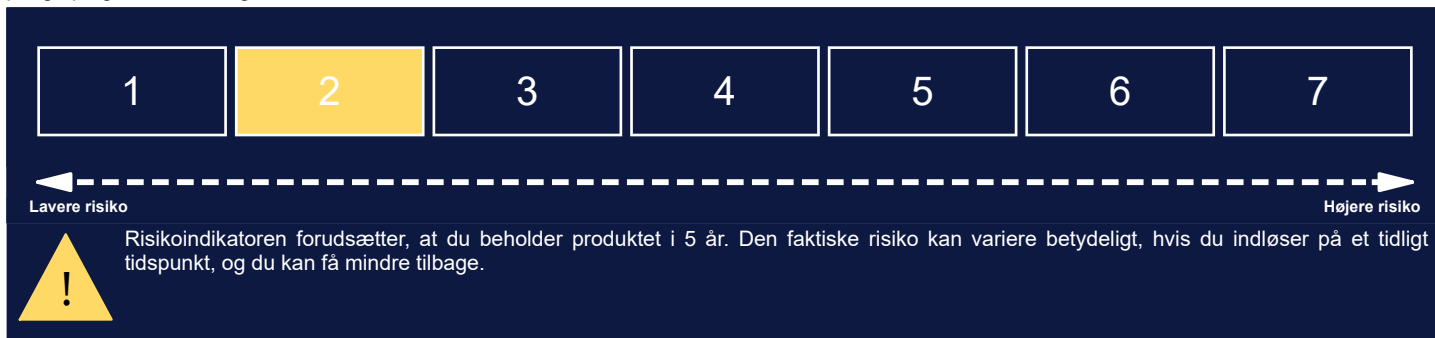 1 2 3 4 5 6 7
Lavere risiko Højere risiko
Risikoindikatoren forudsætter, at du beholder produktet i 5 år. Den faktiske risiko kan variere betydeligt, hvis du indløser på et tidligt
tidspunkt, og du kan få mindre tilbage.
!